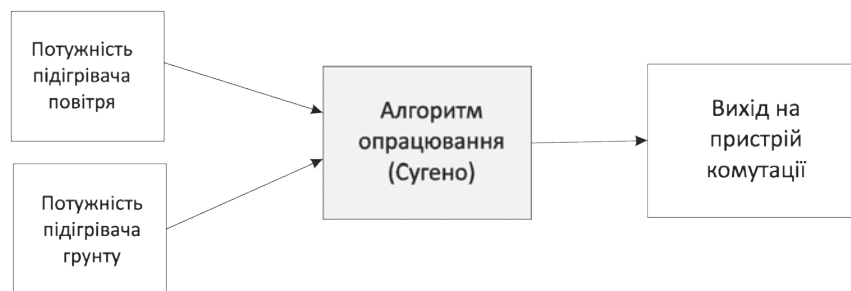 Потужність
підігрівача
повітря
Потужність
підігрівача
грунту
Алгоритм
опрацювання
(Сугено)
Вихід на
пристрій
комутації